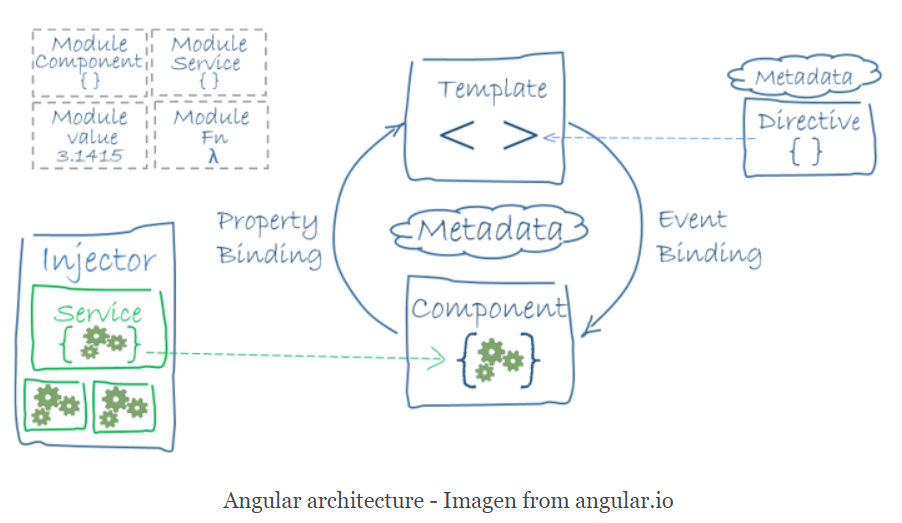 Module
Component
{ }
Module
Service
{ }
Module
value
3.1415
Module
Fn
λ
Template
< >
Metadata
Directive
{ }
Property
Binding
Metadata
Event
Binding
Injector
Service
{ }
Component
{ }
Angular architecture - Imagen from angular.io